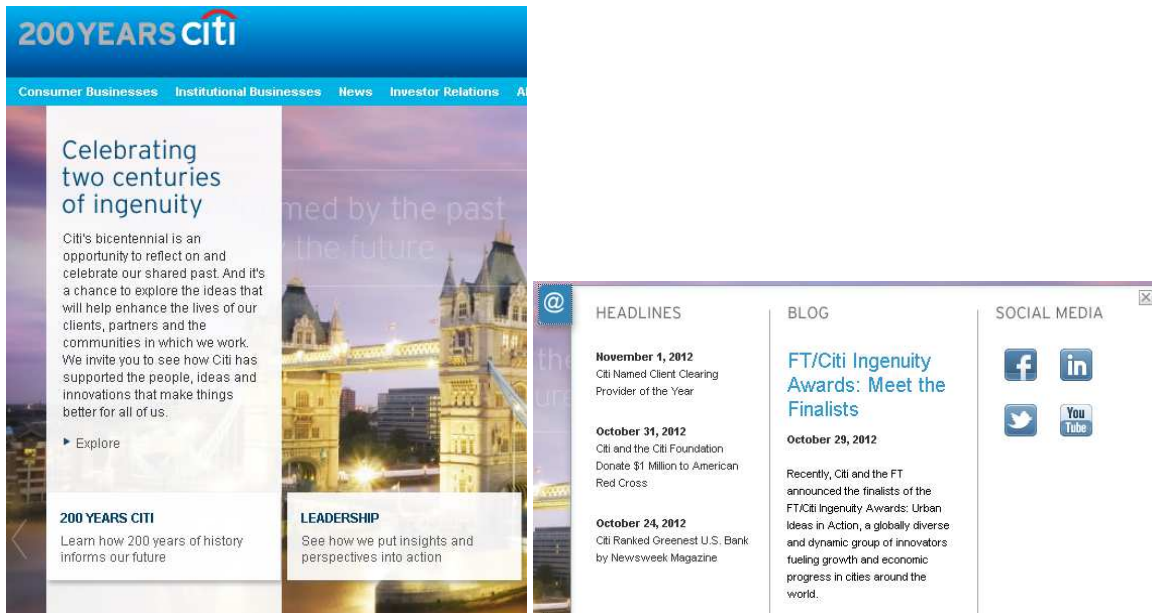 200 YEARS citi
Consumer Businesses Institutional Businesses News Investor Relations
Celebrating
two centuries
of ingenuity
Citi's bicentennial is an
opportunity to reflect on and
celebrate our shared past. And it's
a chance to explore the ideas that
will help enhance the lives of our
clients, partners and the
communities in which we work.
We invite you to see how Citi has
supported the people, ideas and
innovations that make things
better for all of us.
Explore
med by the past
the future
200 YEARS CITI
Learn how 200 years of history
informs our future
LEADERSHIP
See how we put insights and
perspectives into action
@
HEADLINES
November 1, 2012
Citi Named Client Clearing
Provider of the Year
October 31, 2012
Citi and the Citi Foundation
Donate $1 Million to American
Red Cross
October 24, 2012
Citi Ranked Greenest U.S. Bank
by Newsweek Magazine
BLOG
FT/Citi Ingenuity
Awards: Meet the
Finalists
October 29, 2012
Recently, Citi and the FT
announced the finalists of the
FT/Citi Ingenuity Awards: Urban
Ideas in Action, a globally diverse
and dynamic group of innovators
fueling growth and economic
progress in cities around the
world.
SOCIAL MEDIA
f in
You
Tube